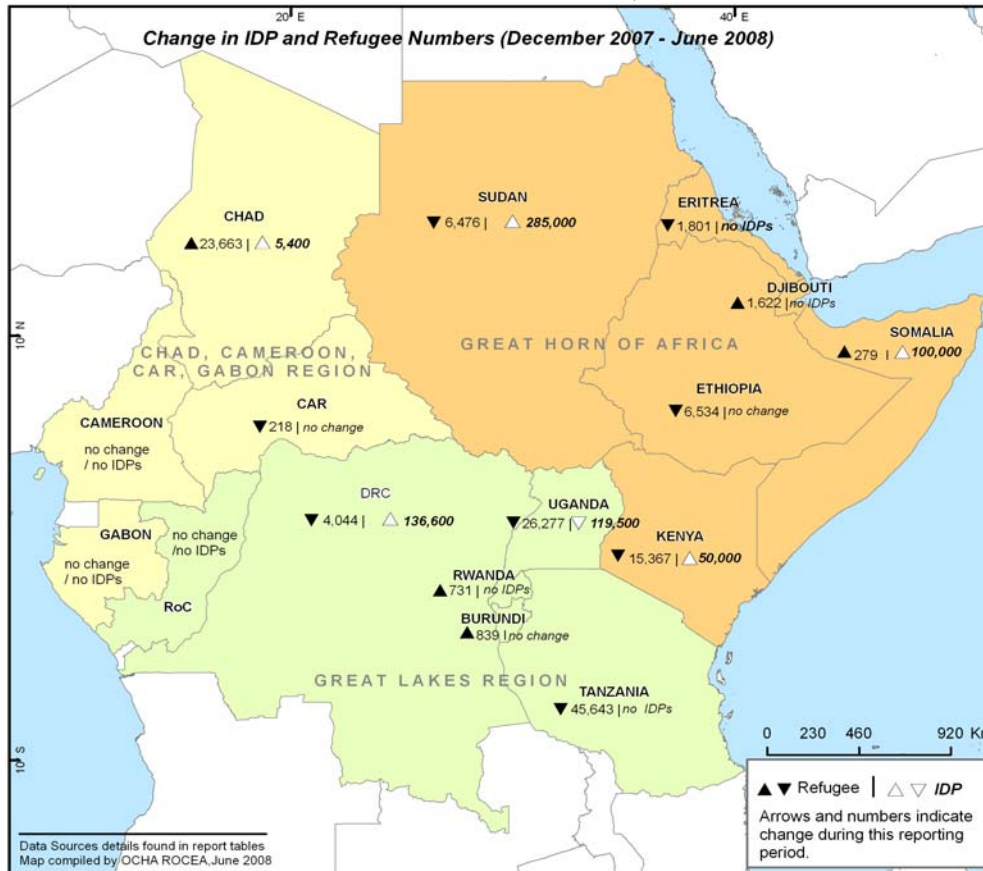 20 E
40 E
Change in IDP and Refugee Numbers (December 2007 - June 2008)
SUDAN
▼ 6,476 | △ 285,000
ERITREA
▼ 1,801 | no IDPs
CHAD
▲ 23,663 | △ 5,400
DJIBOUTI
▲ 1,622 | no IDPs
10 N
SOMALIA
▲ 279 | △ 100,000
CHAD, CAMEROON,
CAR, GABON REGION
GREAT HORN OF AFRICA
ETHIOPIA
▼ 6,534 | no change
CAR
▼ 218 | no change
CAMEROON
no change
/ no IDPs
DRC
▼ 4,044 | △ 136,600
UGANDA
▼ 26,277 | ▽ 119,500
KENYA
▼ 15,367 | △ 50,000
GABON
no change
/ no IDPs
no change
/no IDPs
RoC
RWANDA
▲ 731 | no IDPs
BURUNDI
▲ 839 | no change
GREAT LAKES REGION
TANZANIA
▼ 45,643 | no IDPs
10 S
0 230 460 920 Km
▲ ▼ Refugee | △ ▽ IDP
Arrows and numbers indicate
change during this reporting
period.
Data Sources details found in report tables
Map compiled by OCHA ROCEA,June 2008